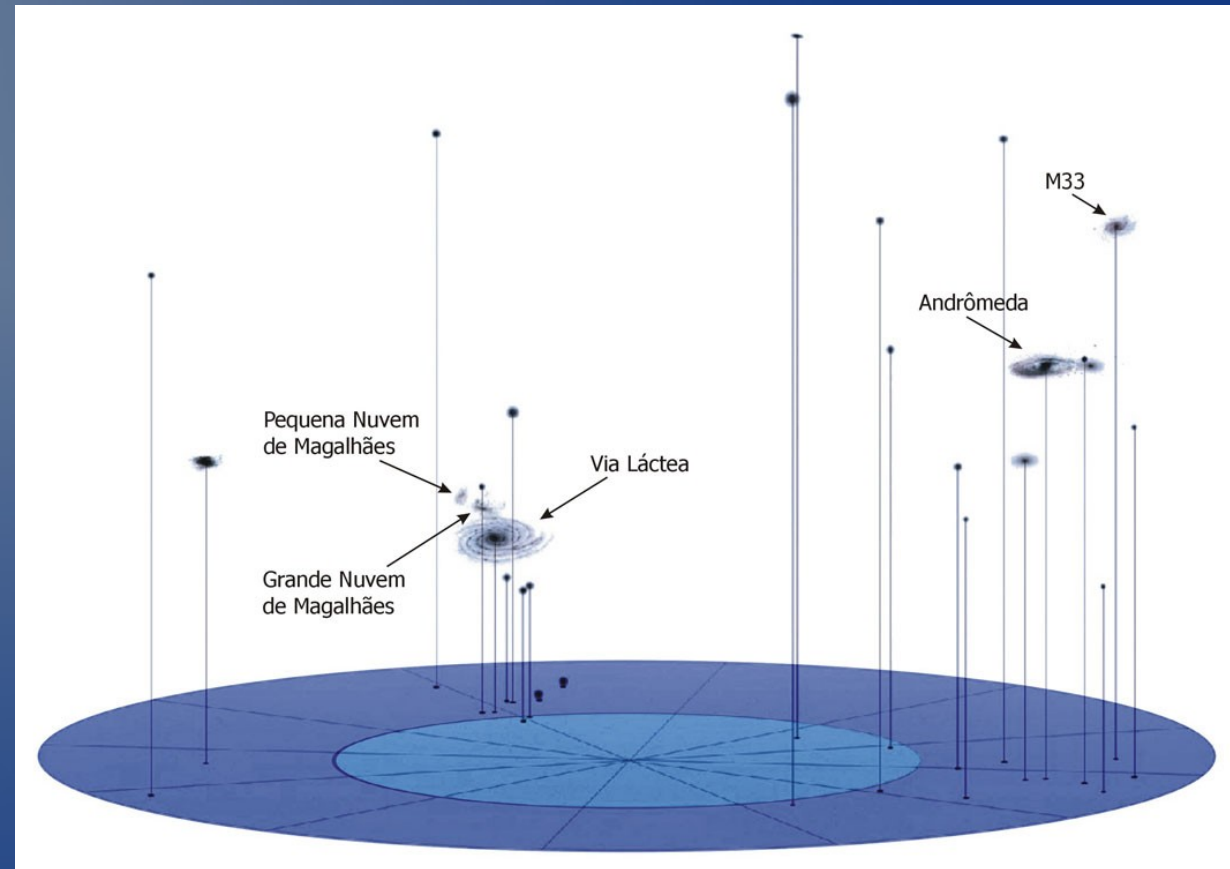 M33
Andrômeda
Pequena Nuvem
de Magalhães
Via Láctea
Grande Nuvem
de Magalhães